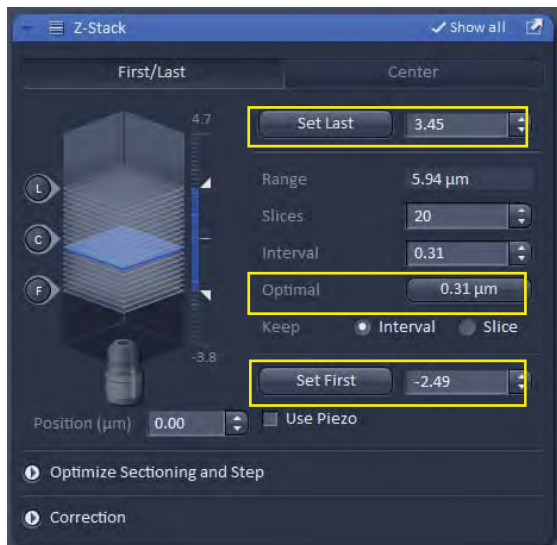 Z-Stack Show all
First/Last Center
4.7 Set Last 3.45
Range 5.94 µm
L
Slices 20
C
Interval 0.31
F Optimal 0.31 µm
Keep Interval Slice
-3.8
Set First -2.49
Position (µm) 0.00 Use Piezo
Optimize Sectioning and Step
Correction